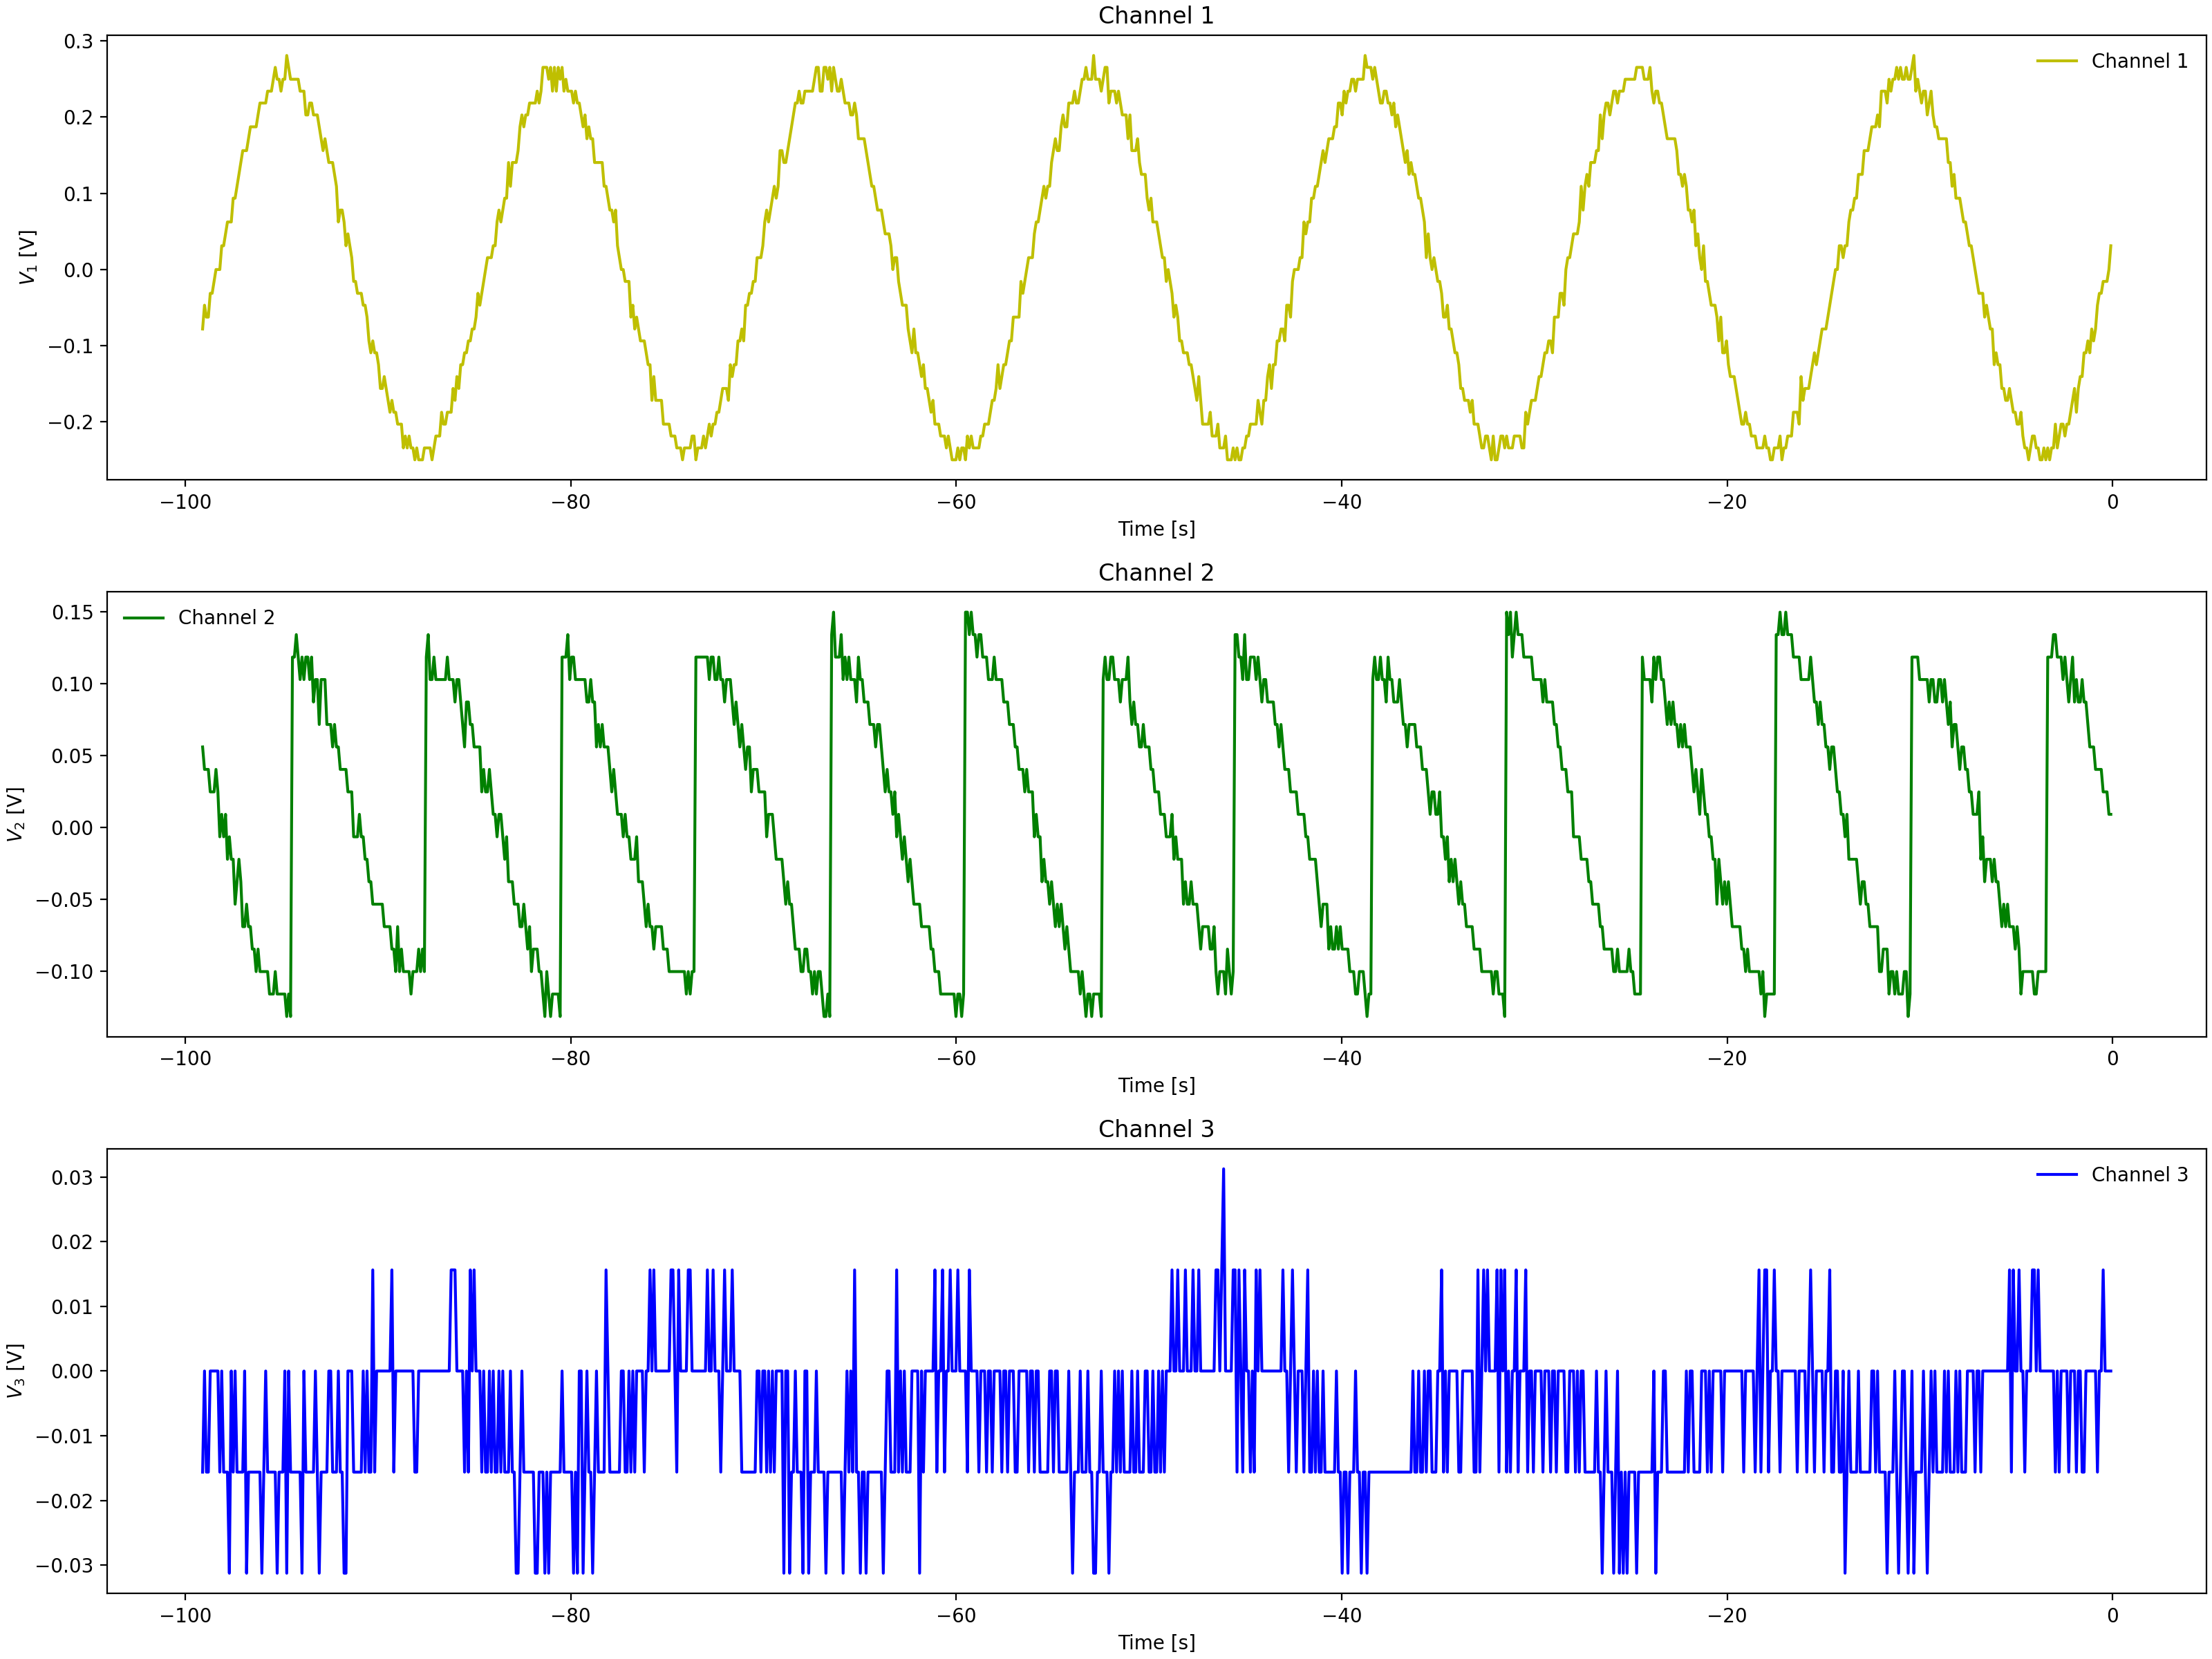 Channel 1
0.3
0.2
0.1
0.0
−0.1
−0.2
V1 [V]
Channel 1
−100 −80 −60 −40 −20 0
Time [s]
Channel 2
0.15
0.10
0.05
0.00
−0.05
−0.10
V2 [V]
Channel 2
−100 −80 −60 −40 −20 0
Time [s]
Channel 3
0.03
0.02
0.01
0.00
−0.01
−0.02
−0.03
V3 [V]
Channel 3
−100 −80 −60 −40 −20 0
Time [s]